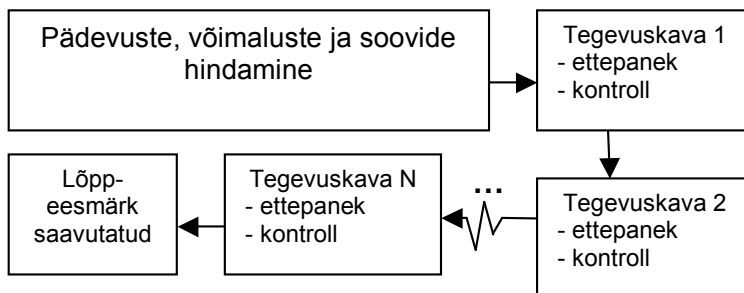 Pädevuste, võimaluste ja soovide
hindamine
Tegevuskava 1
- ettepanek
- kontroll
Tegevuskava 2
- ettepanek
- kontroll
...
Tegevuskava N
- ettepanek
- kontroll
Lõpp-
eesmärk
saavutatud